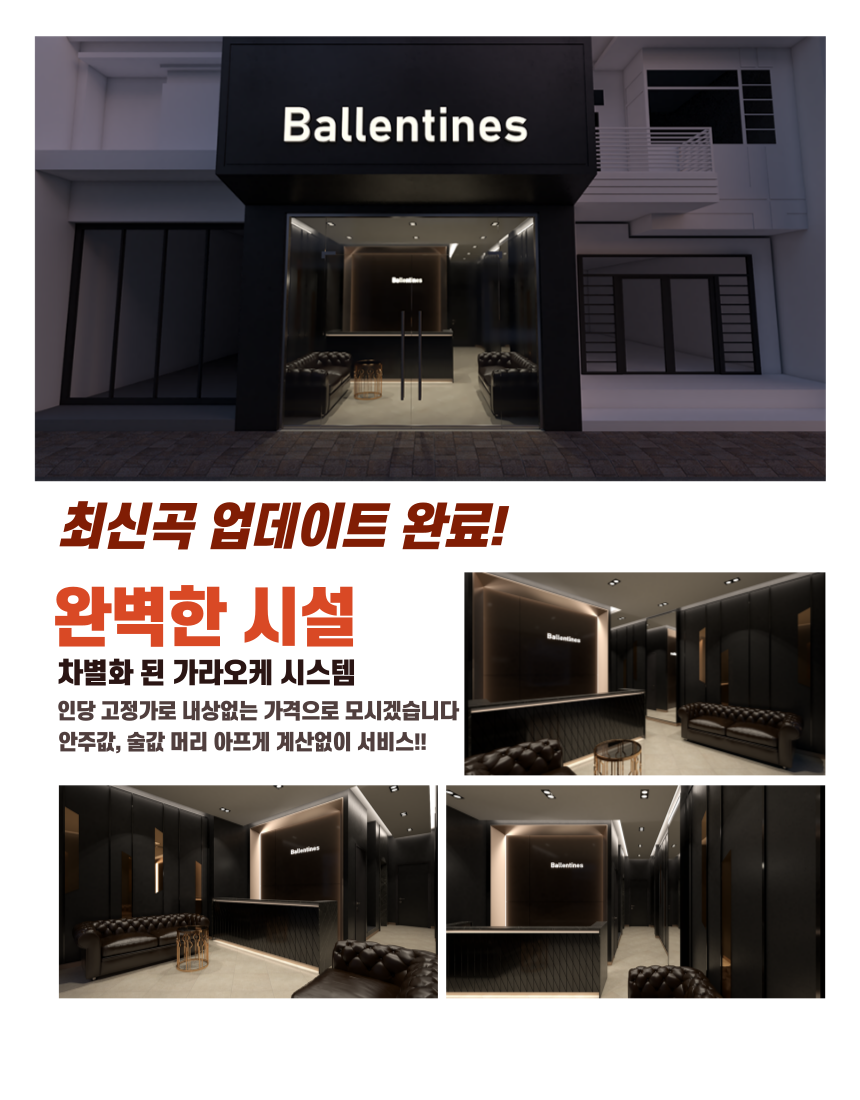 Ballentines
Ballentines
최신곡 업데이트 완료!
완벽한 시설
차별화 된 가라오케 시스템
인당 고정가로 내상없는 가격으로 모시겠습니다
안주값, 술값 머리 아프게 계산없이 서비스!!
Ballentines
Ballentines
Ballentines